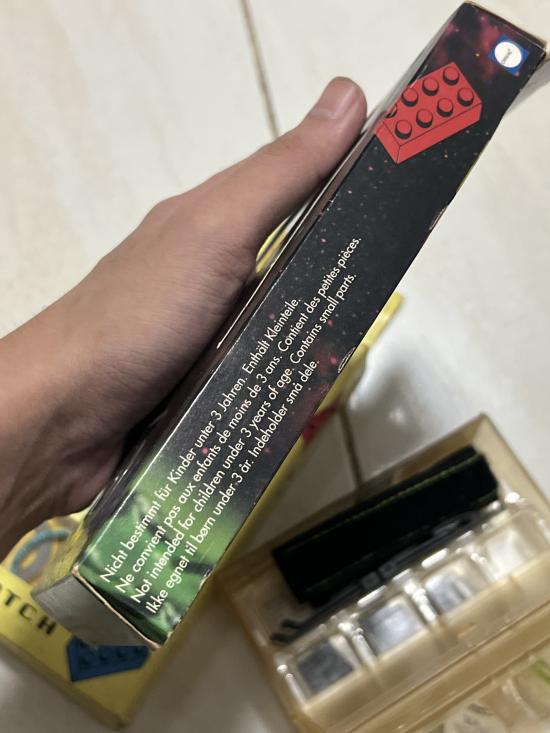 Nicht bestimmt für Kinder unter 3 Jahren. Enthält Kleinteile.
Ne convient pas aux enfants de moins de 3 ans. Contient des petites pièces.
Not intended for children under 3 years of age. Contains small parts.
Ikke egnet til børn under 3 år. Indeholder små dele.
TCH